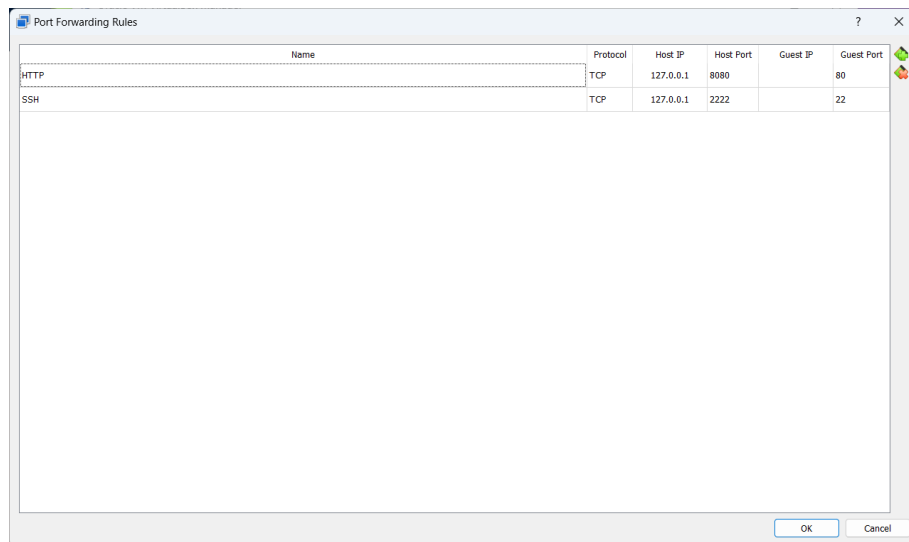 Port Forwarding Rules ?
Name Protocol Host IP Host Port Guest IP Guest Port
HTTP TCP 127.0.0.1 8080 80
SSH TCP 127.0.0.1 2222 22
OK Cancel